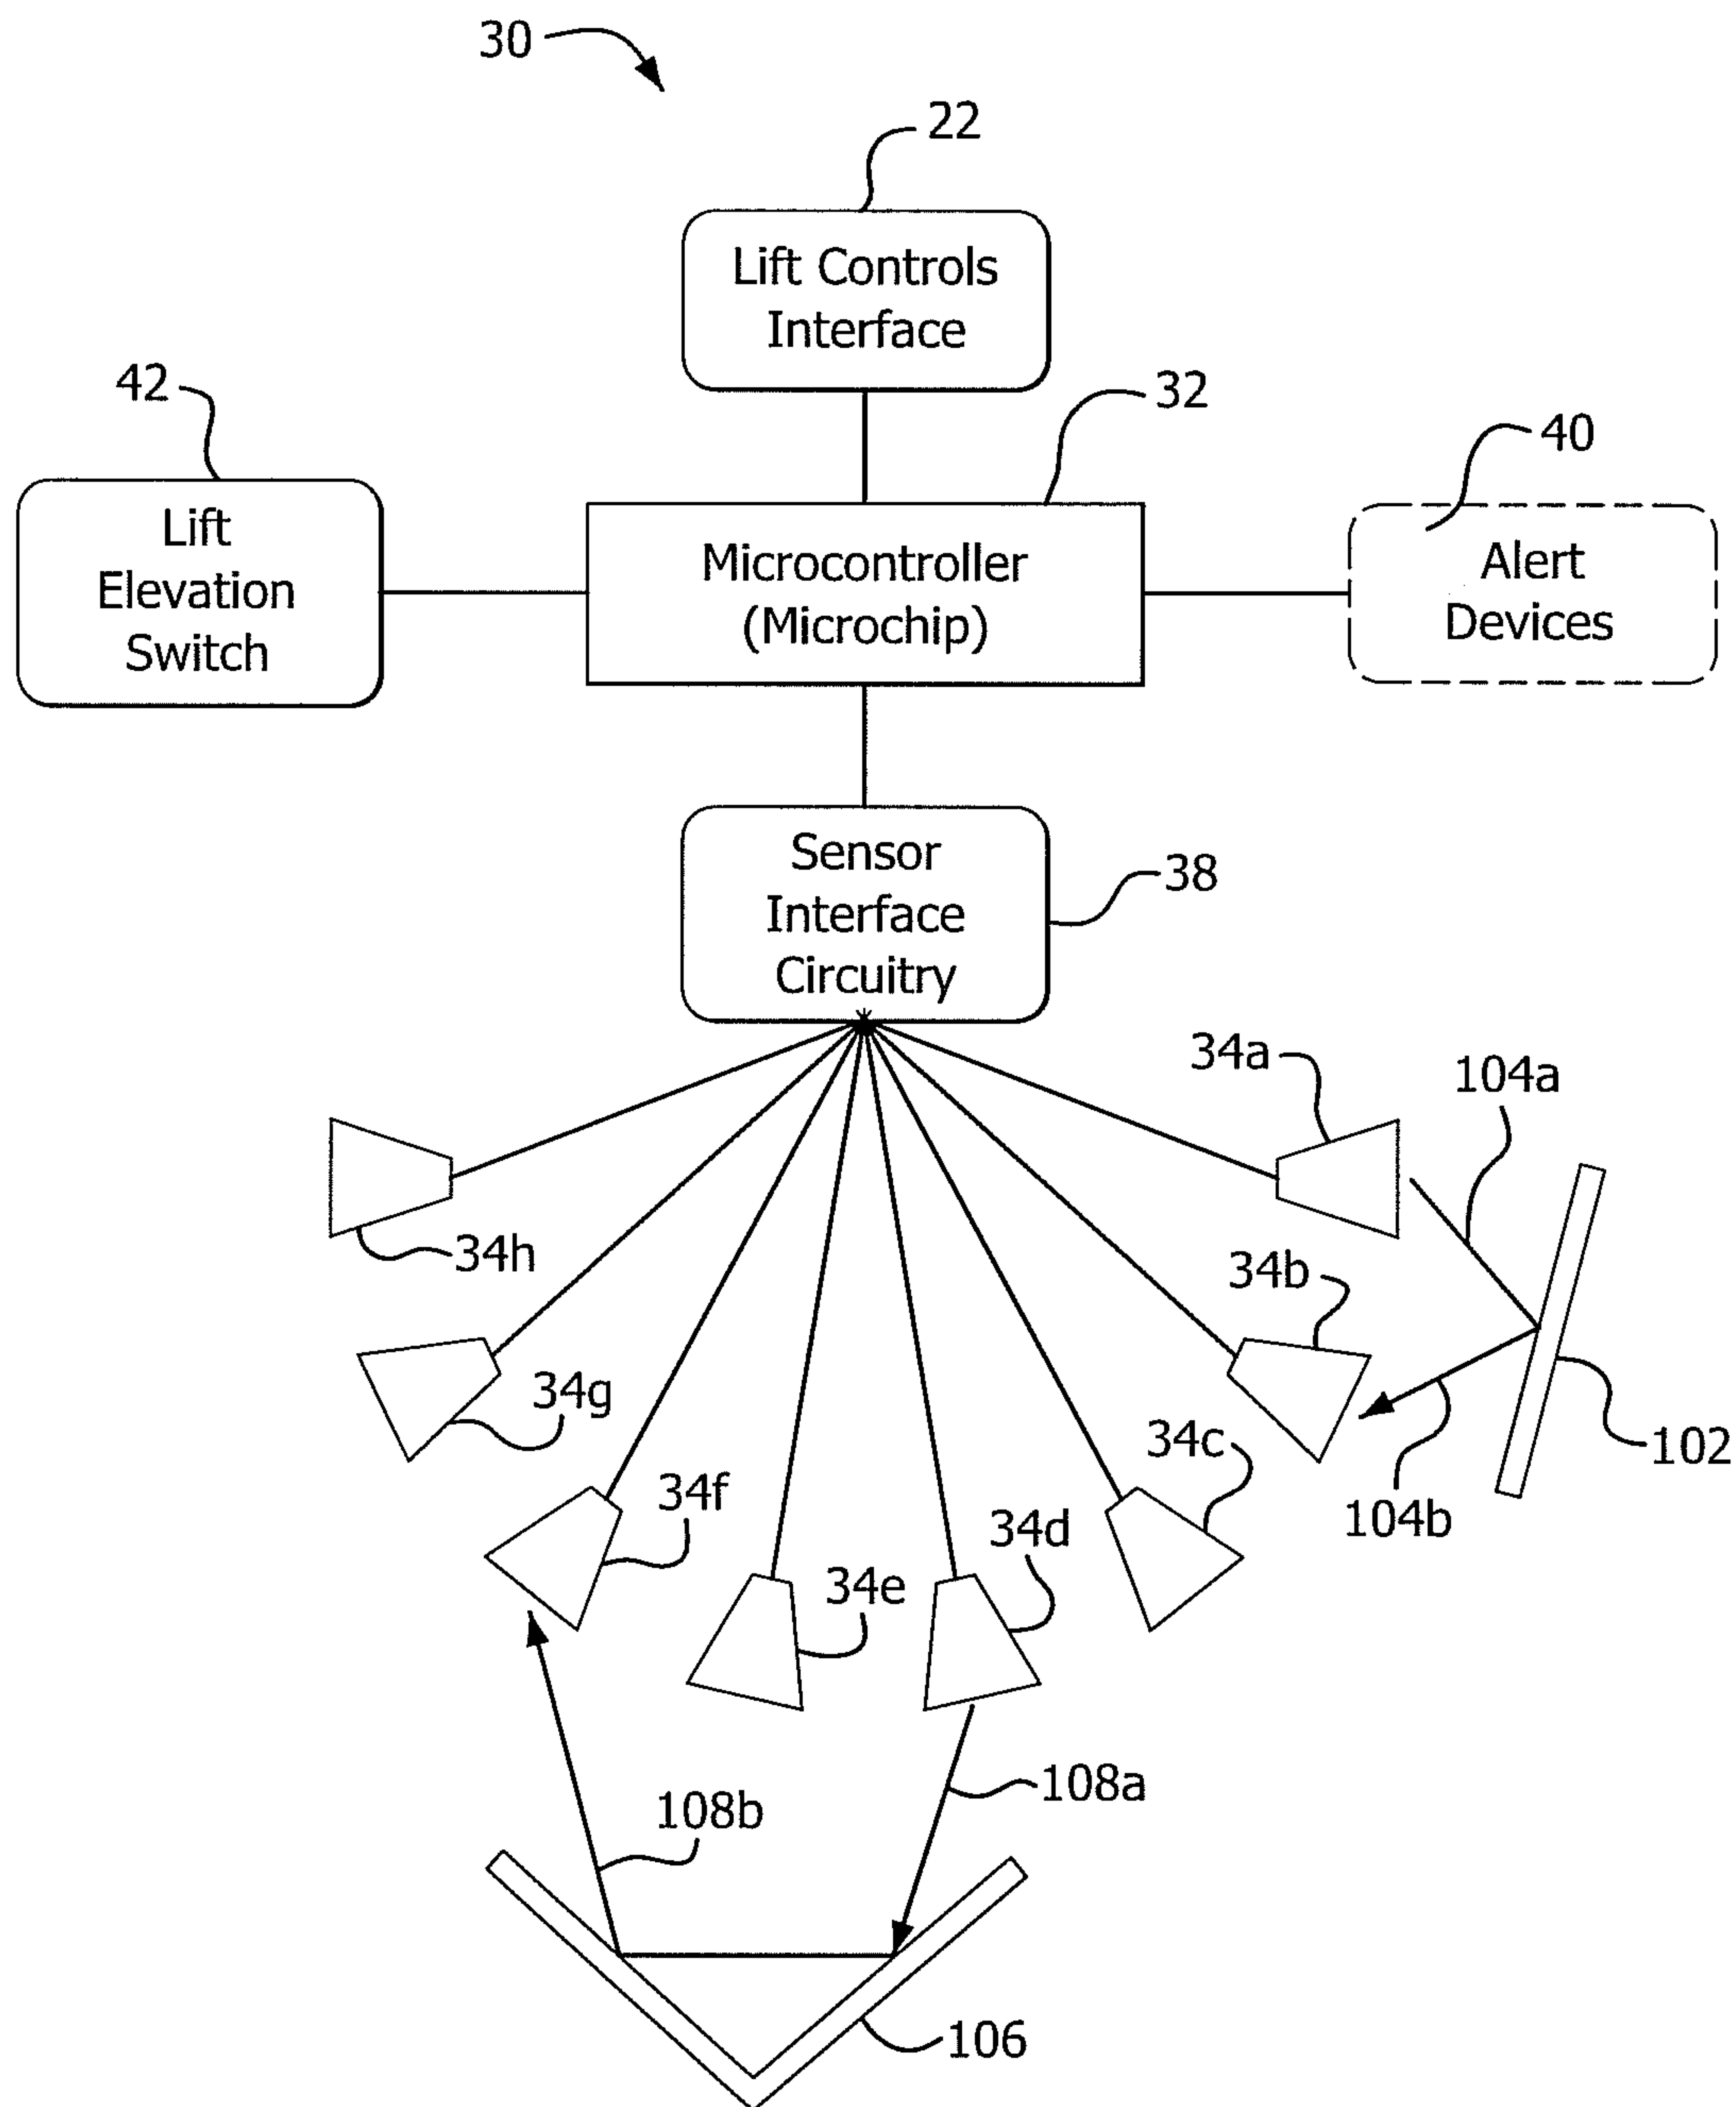 30
22
Lift Controls
Interface
42
32
40
Lift
Elevation
Switch
Microcontroller
(Microchip)
Alert
Devices
Sensor
Interface
Circuitry
38
34a
104a
34h
34b
34g
34c
102
34f
104b
34d
34e
108a
108b
106